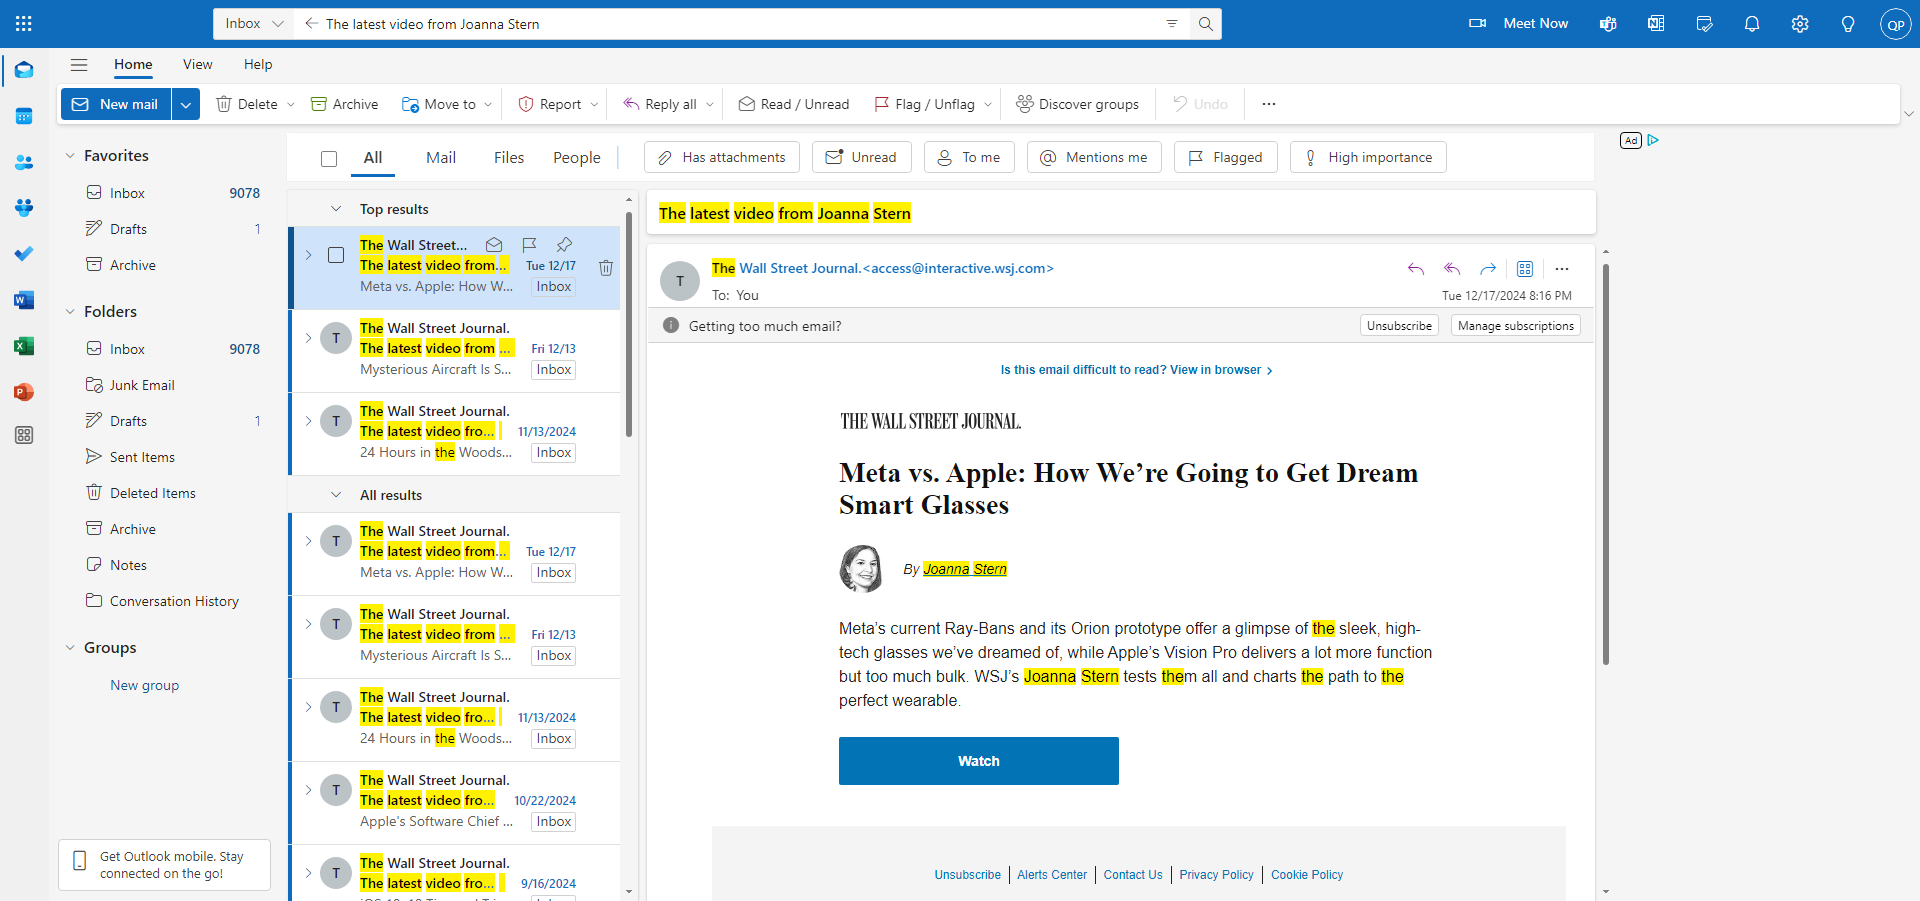 Inbox
The latest video from Joanna Stern
Meet Now
QP
Home
View
Help
New mail
Delete
Archive
Move to
Report
Reply all
Read / Unread
Flag / Unflag
Discover groups
Undo
Favorites
Inbox 9078
Drafts 1
Archive
Folders
Inbox 9078
Junk Email
Drafts 1
Sent Items
Deleted Items
Archive
Notes
Conversation History
Groups
New group
Get Outlook mobile. Stay
connected on the go!
All
Mail
Files
People
Has attachments
Unread
To me
Mentions me
Flagged
High importance
Top results
The Wall Street...
The latest video from... Tue 12/17
Meta vs. Apple: How W... Inbox
T
The Wall Street Journal.
The latest video from ... Fri 12/13
Mysterious Aircraft Is S... Inbox
T
The Wall Street Journal.
The latest video fro... 11/13/2024
24 Hours in the Woods... Inbox
All results
T
The Wall Street Journal.
The latest video from... Tue 12/17
Meta vs. Apple: How W... Inbox
T
The Wall Street Journal.
The latest video from ... Fri 12/13
Mysterious Aircraft Is S... Inbox
T
The Wall Street Journal.
The latest video fro... 11/13/2024
24 Hours in the Woods... Inbox
T
The Wall Street Journal.
The latest video fro... 10/22/2024
Apple's Software Chief ... Inbox
T
The Wall Street Journal.
The latest video fro... 9/16/2024
The latest video from Joanna Stern
T
The Wall Street Journal.<access@interactive.wsj.com>
To: You
Tue 12/17/2024 8:16 PM
Getting too much email?
Unsubscribe
Manage subscriptions
Is this email difficult to read? View in browser ›
THE WALL STREET JOURNAL.
Meta vs. Apple: How We’re Going to Get Dream
Smart Glasses
By Joanna Stern
Meta’s current Ray-Bans and its Orion prototype offer a glimpse of the sleek, high-
tech glasses we’ve dreamed of, while Apple’s Vision Pro delivers a lot more function
but too much bulk. WSJ’s Joanna Stern tests them all and charts the path to the
perfect wearable.
Watch
Unsubscribe | Alerts Center | Contact Us | Privacy Policy | Cookie Policy
Ad